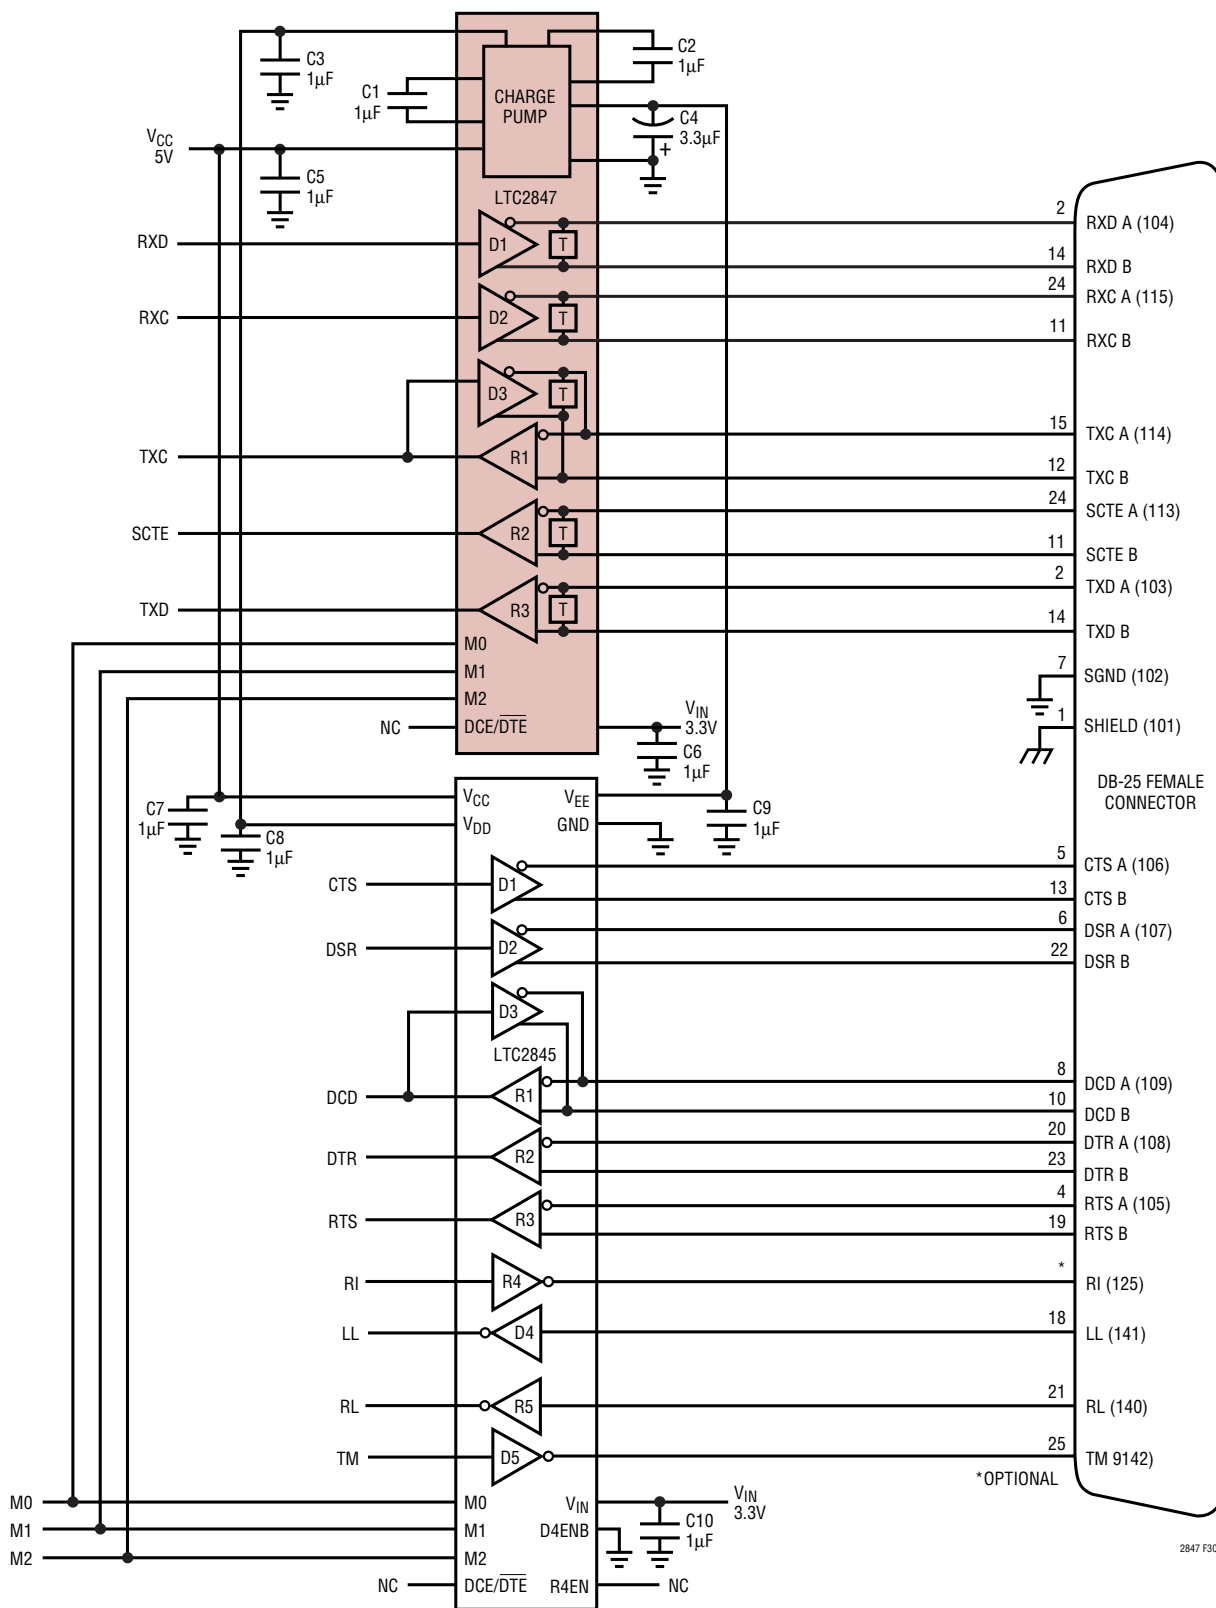 C3
1µF
C2
1µF
C1
1µF
CHARGE
PUMP
C4
3.3µF
+
VCC
5V
C5
1µF
LTC2847
RXD
D1
T
2
RXD A (104)
14
RXD B
RXC
D2
T
24
RXC A (115)
11
RXC B
D3
T
TXC
R1
15
TXC A (114)
12
TXC B
SCTE
R2
T
24
SCTE A (113)
11
SCTE B
TXD
R3
T
2
TXD A (103)
14
TXD B
M0
M1
M2
NC
DCE/DTE
VIN
3.3V
C6
1µF
7
SGND (102)
1
SHIELD (101)
DB-25 FEMALE
CONNECTOR
C7
1µF
C8
1µF
VCC
VDD
VEE
GND
C9
1µF
CTS
D1
5
CTS A (106)
13
CTS B
DSR
D2
6
DSR A (107)
22
DSR B
D3
LTC2845
DCD
R1
8
DCD A (109)
10
DCD B
DTR
R2
20
DTR A (108)
23
DTR B
RTS
R3
4
RTS A (105)
19
RTS B
RI
R4
*
RI (125)
LL
D4
18
LL (141)
RL
R5
21
RL (140)
TM
D5
25
TM 9142)
*OPTIONAL
M0
M1
M2
M0
M1
M2
NC
DCE/DTE
VIN
D4ENB
R4EN
NC
VIN
3.3V
C10
1µF
2847 F30